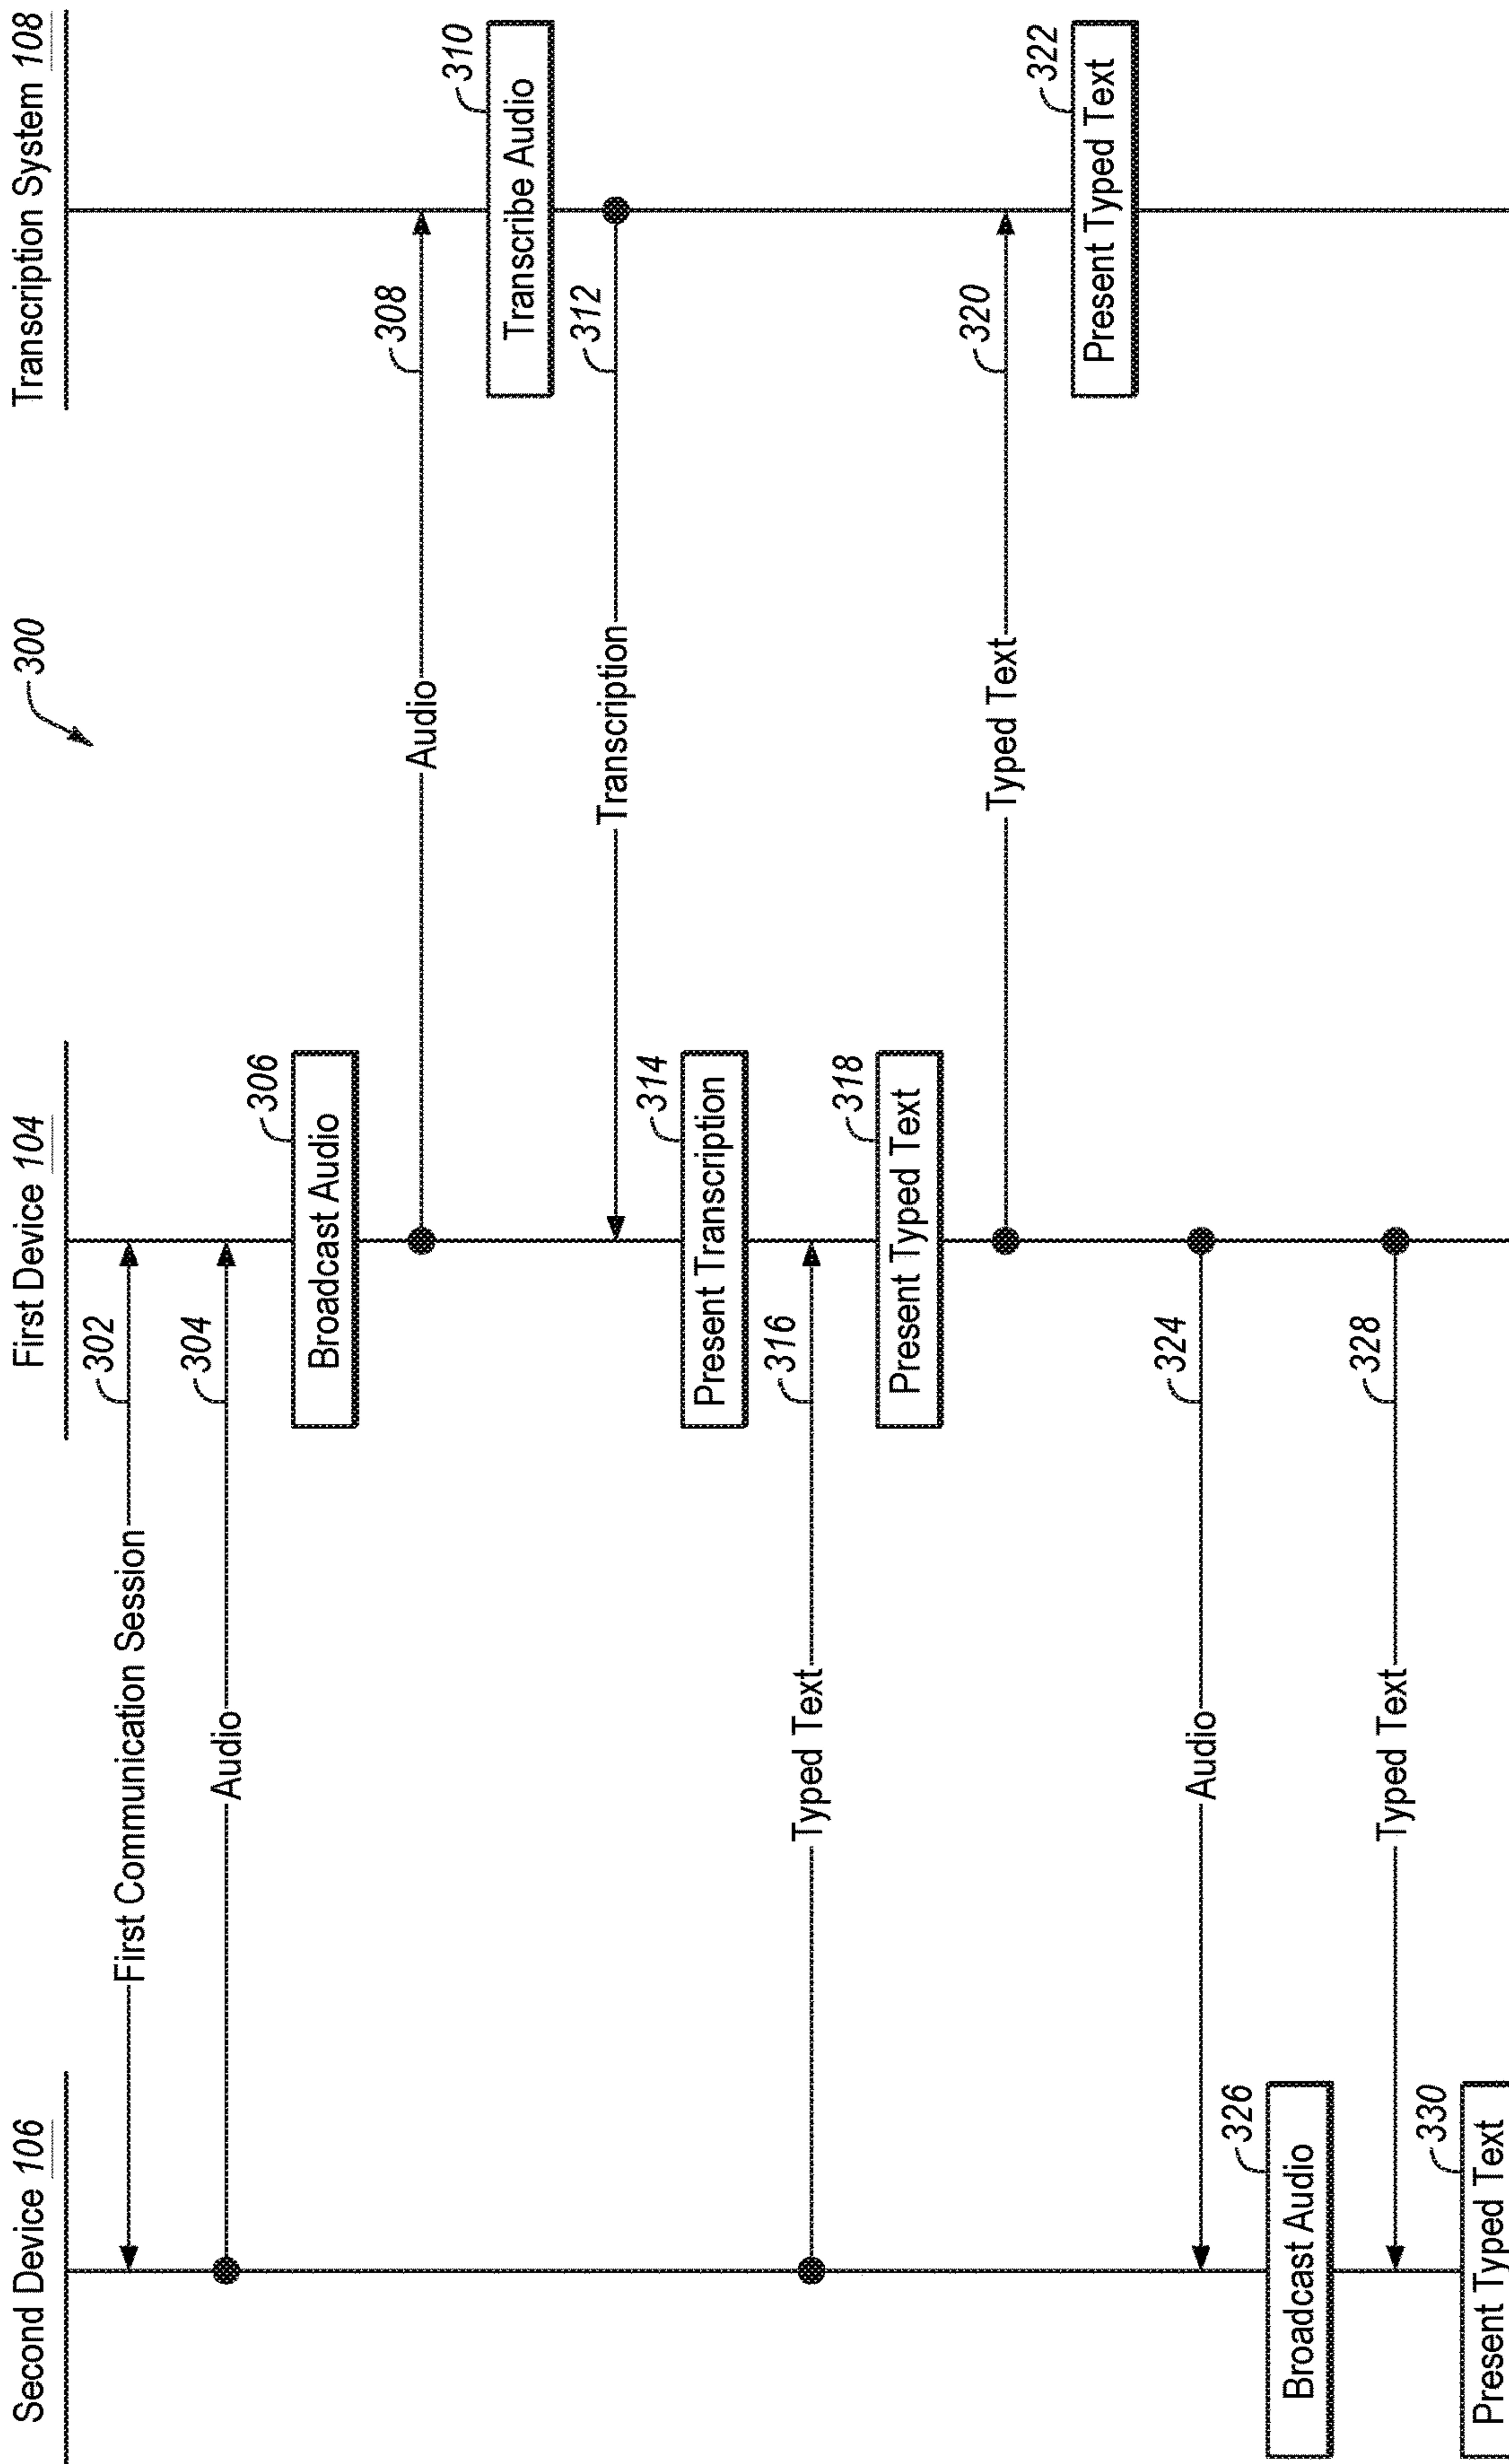 300
Second Device 106
First Device 104
Transcription System 108
302
First Communication Session
304
Audio
306
Broadcast Audio
308
Audio
310
Transcribe Audio
312
Transcription
314
Present Transcription
316
Typed Text
318
Present Typed Text
320
Typed Text
322
Present Typed Text
324
Audio
326
Broadcast Audio
328
Typed Text
330
Present Typed Text